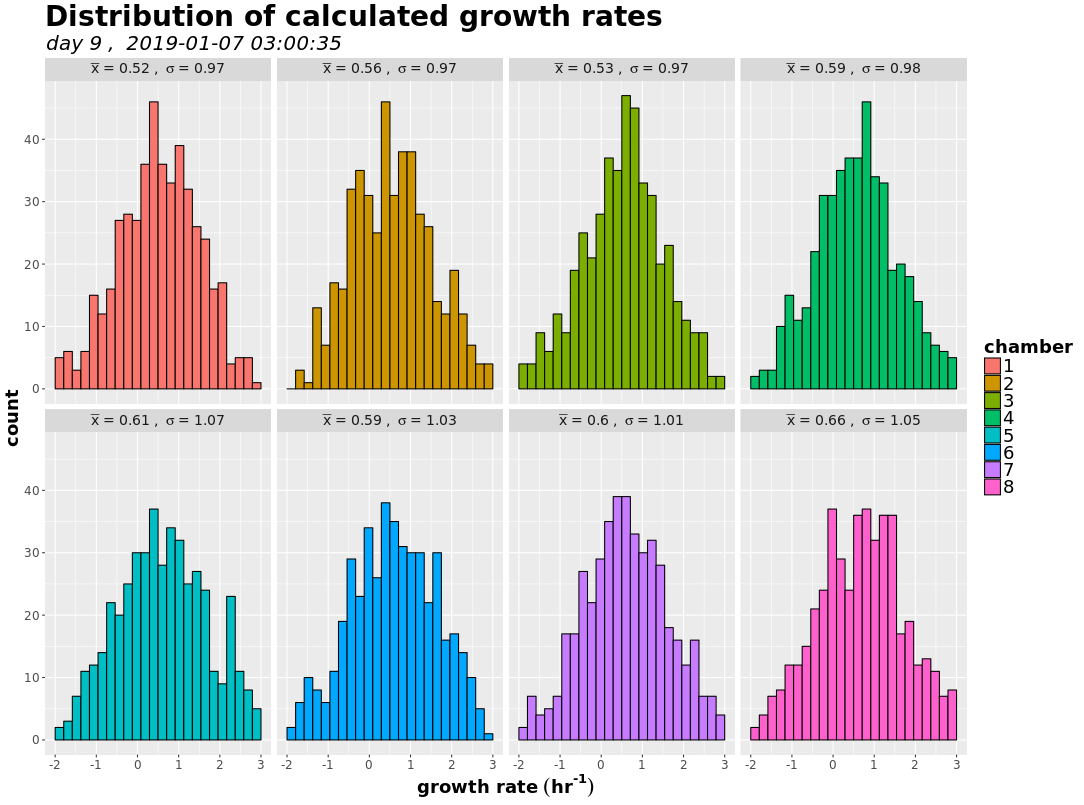 Distribution of calculated growth rates
day 9 ,  2019-01-07 03:00:35
x̅ = 0.52 ,  σ = 0.97
x̅ = 0.56 ,  σ = 0.97
x̅ = 0.53 ,  σ = 0.97
x̅ = 0.59 ,  σ = 0.98
40
30
20
10
0
x̅ = 0.61 ,  σ = 1.07
x̅ = 0.59 ,  σ = 1.03
x̅ = 0.6 ,  σ = 1.01
x̅ = 0.66 ,  σ = 1.05
40
30
20
10
0
-2 -1 0 1 2 3
-2 -1 0 1 2 3
-2 -1 0 1 2 3
-2 -1 0 1 2 3
count
growth rate (hr⁻¹)
chamber
1
2
3
4
5
6
7
8